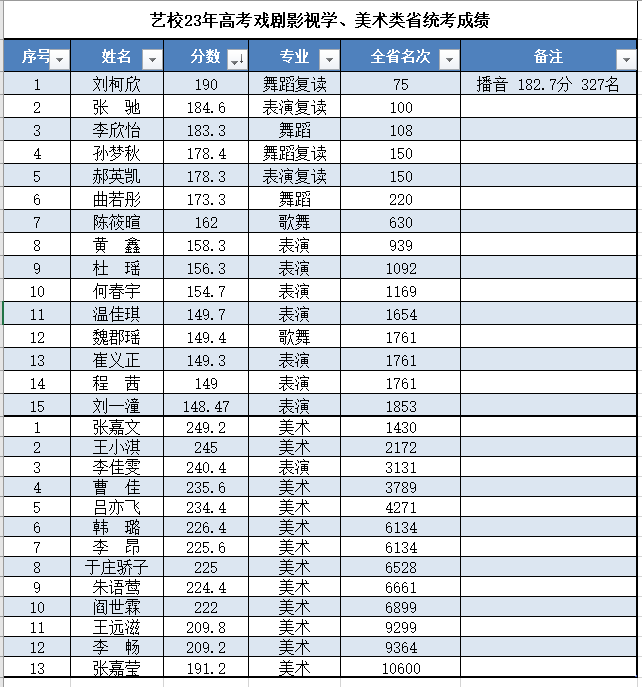 艺校23年高考戏剧影视学、美术类省统考成绩
序号 姓名 分数 专业 全省名次 备注
1 刘柯欣 190 舞蹈复读 75 播音 182.7分 327名
2 张 驰 184.6 表演复读 100
3 李欣怡 183.3 舞蹈 108
4 孙梦秋 178.4 舞蹈复读 150
5 郝英凯 178.3 表演复读 150
6 曲若彤 173.3 舞蹈 220
7 陈筱暄 162 歌舞 630
8 黄 鑫 158.3 表演 939
9 杜 瑶 156.3 表演 1092
10 何春宇 154.7 表演 1169
11 温佳琪 149.7 表演 1654
12 魏郡瑶 149.4 歌舞 1761
13 崔义正 149.3 表演 1761
14 程 茜 149 表演 1761
15 刘一潼 148.47 表演 1853
1 张嘉文 249.2 美术 1430
2 王小淇 245 美术 2172
3 李佳雯 240.4 表演 3131
4 曹 佳 235.6 美术 3789
5 吕亦飞 234.4 美术 4271
6 韩 璐 226.4 美术 6134
7 李 昂 225.6 美术 6134
8 于庄骄子 225 美术 6528
9 朱语莺 224.4 美术 6661
10 阎世霖 222 美术 6899
11 王远滋 209.8 美术 9299
12 李 畅 209.2 美术 9364
13 张嘉莹 191.2 美术 10600